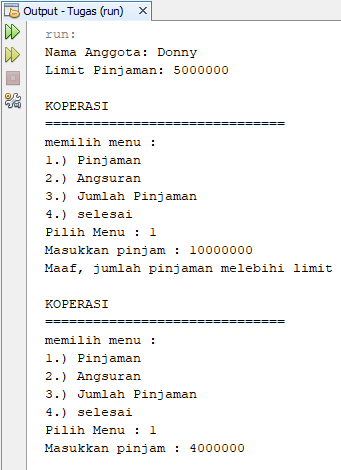 Output - Tugas (run)
run:
Nama Anggota: Donny
Limit Pinjaman: 5000000
KOPERASI
==============================
memilih menu :
1.) Pinjaman
2.) Angsuran
3.) Jumlah Pinjaman
4.) selesai
Pilih Menu : 1
Masukkan pinjam : 10000000
Maaf, jumlah pinjaman melebihi limit
KOPERASI
==============================
memilih menu :
1.) Pinjaman
2.) Angsuran
3.) Jumlah Pinjaman
4.) selesai
Pilih Menu : 1
Masukkan pinjam : 4000000